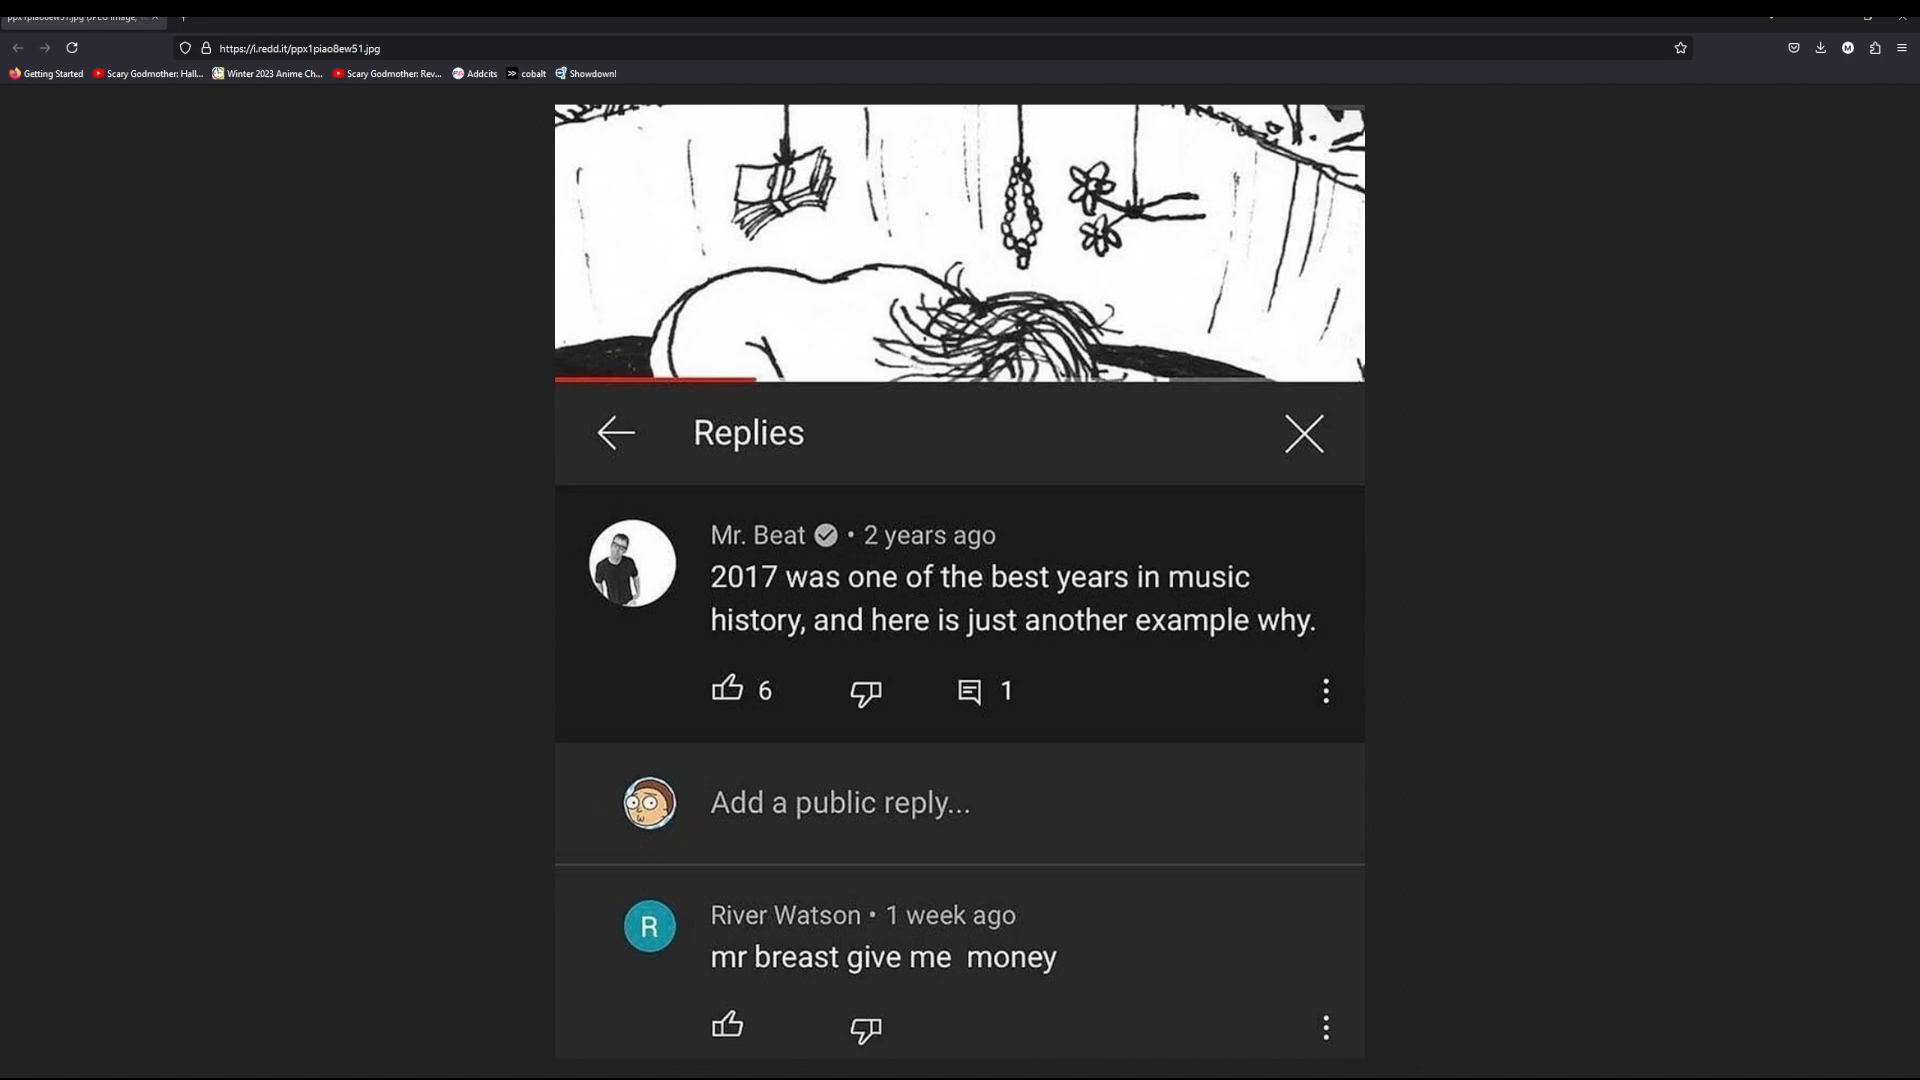 https://i.redd.it/ppx1piao8ew51.jpg
Getting Started Scary Godmother: Hall... Winter 2023 Anime Ch... Scary Godmother: Rev... Addcits cobalt Showdown!
Replies
Mr. Beat • 2 years ago
2017 was one of the best years in music
history, and here is just another example why.
6 1
Add a public reply...
R
River Watson • 1 week ago
mr breast give me  money